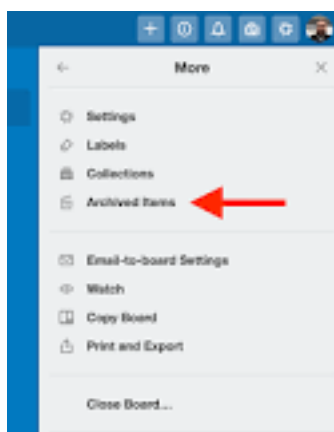 More
Settings
Labels
Collections
Archived Items
Email-to-board Settings
Watch
Copy Board
Print and Export
Close Board...